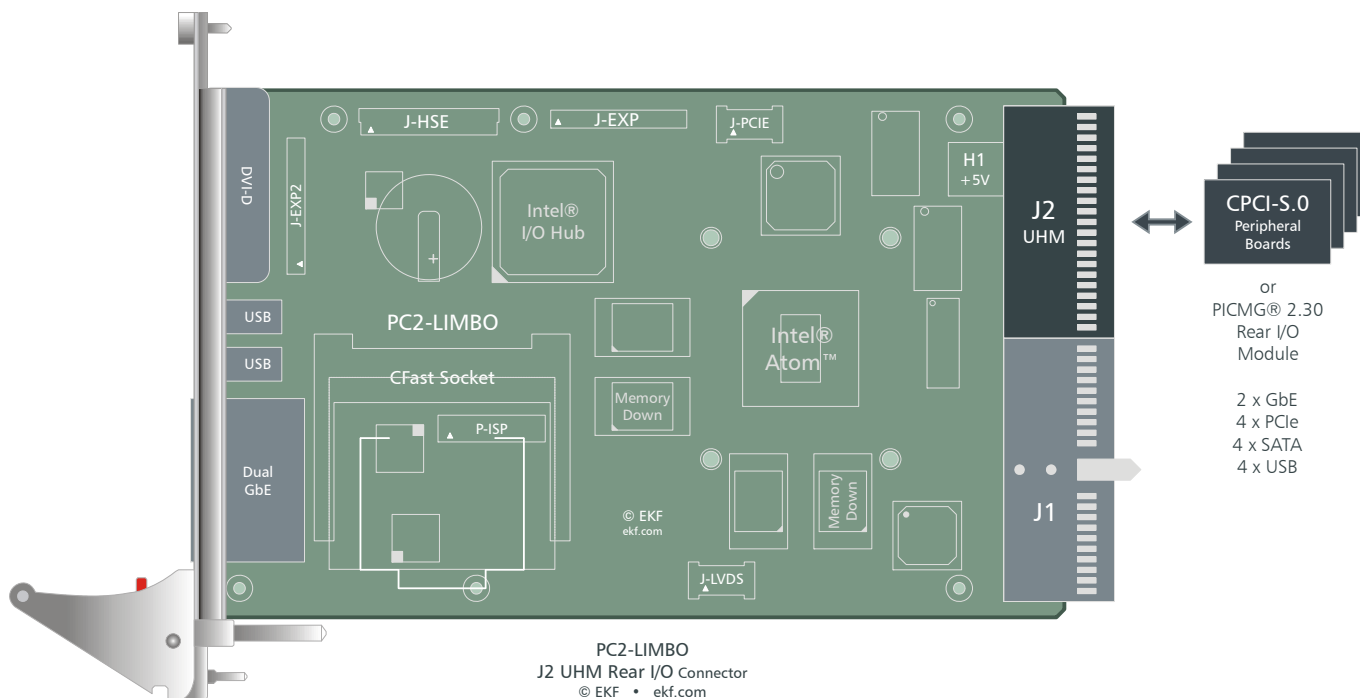 J-HSE
J-EXP
J-PCIE
H1
+5V
DVI-D
J-EXP2
Intel®
I/O Hub
+
J2
UHM
CPCI-S.0
Peripheral
Boards
or
PICMG® 2.30
Rear I/O
Module
2 x GbE
4 x PCIe
4 x SATA
4 x USB
USB
USB
PC2-LIMBO
CFast Socket
Intel®
Atom™
Memory
Down
P-ISP
Dual
GbE
© EKF
ekf.com
Memory
Down
J1
J-LVDS
PC2-LIMBO
J2 UHM Rear I/O Connector
© EKF • ekf.com